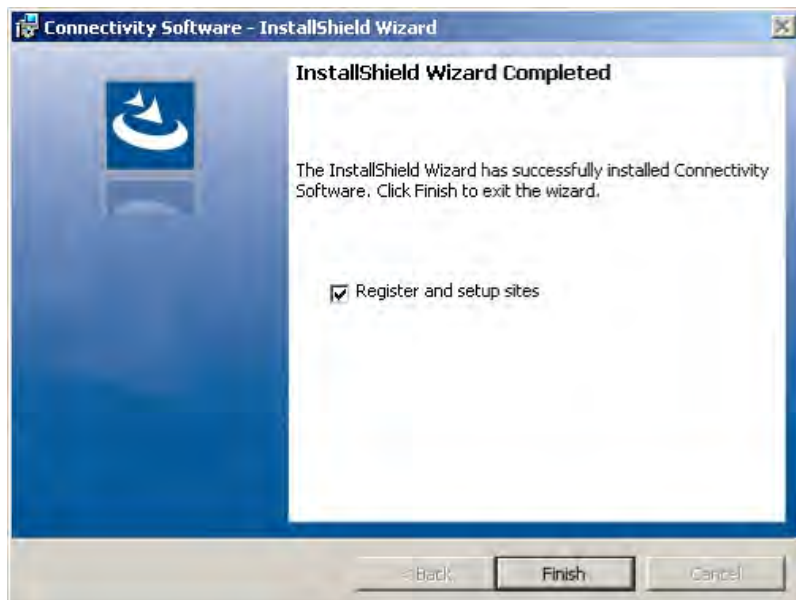 Connectivity Software - InstallShield Wizard
InstallShield Wizard Completed
The InstallShield Wizard has successfully installed Connectivity
Software. Click Finish to exit the wizard.
Register and setup sites
< Back
Finish
Cancel